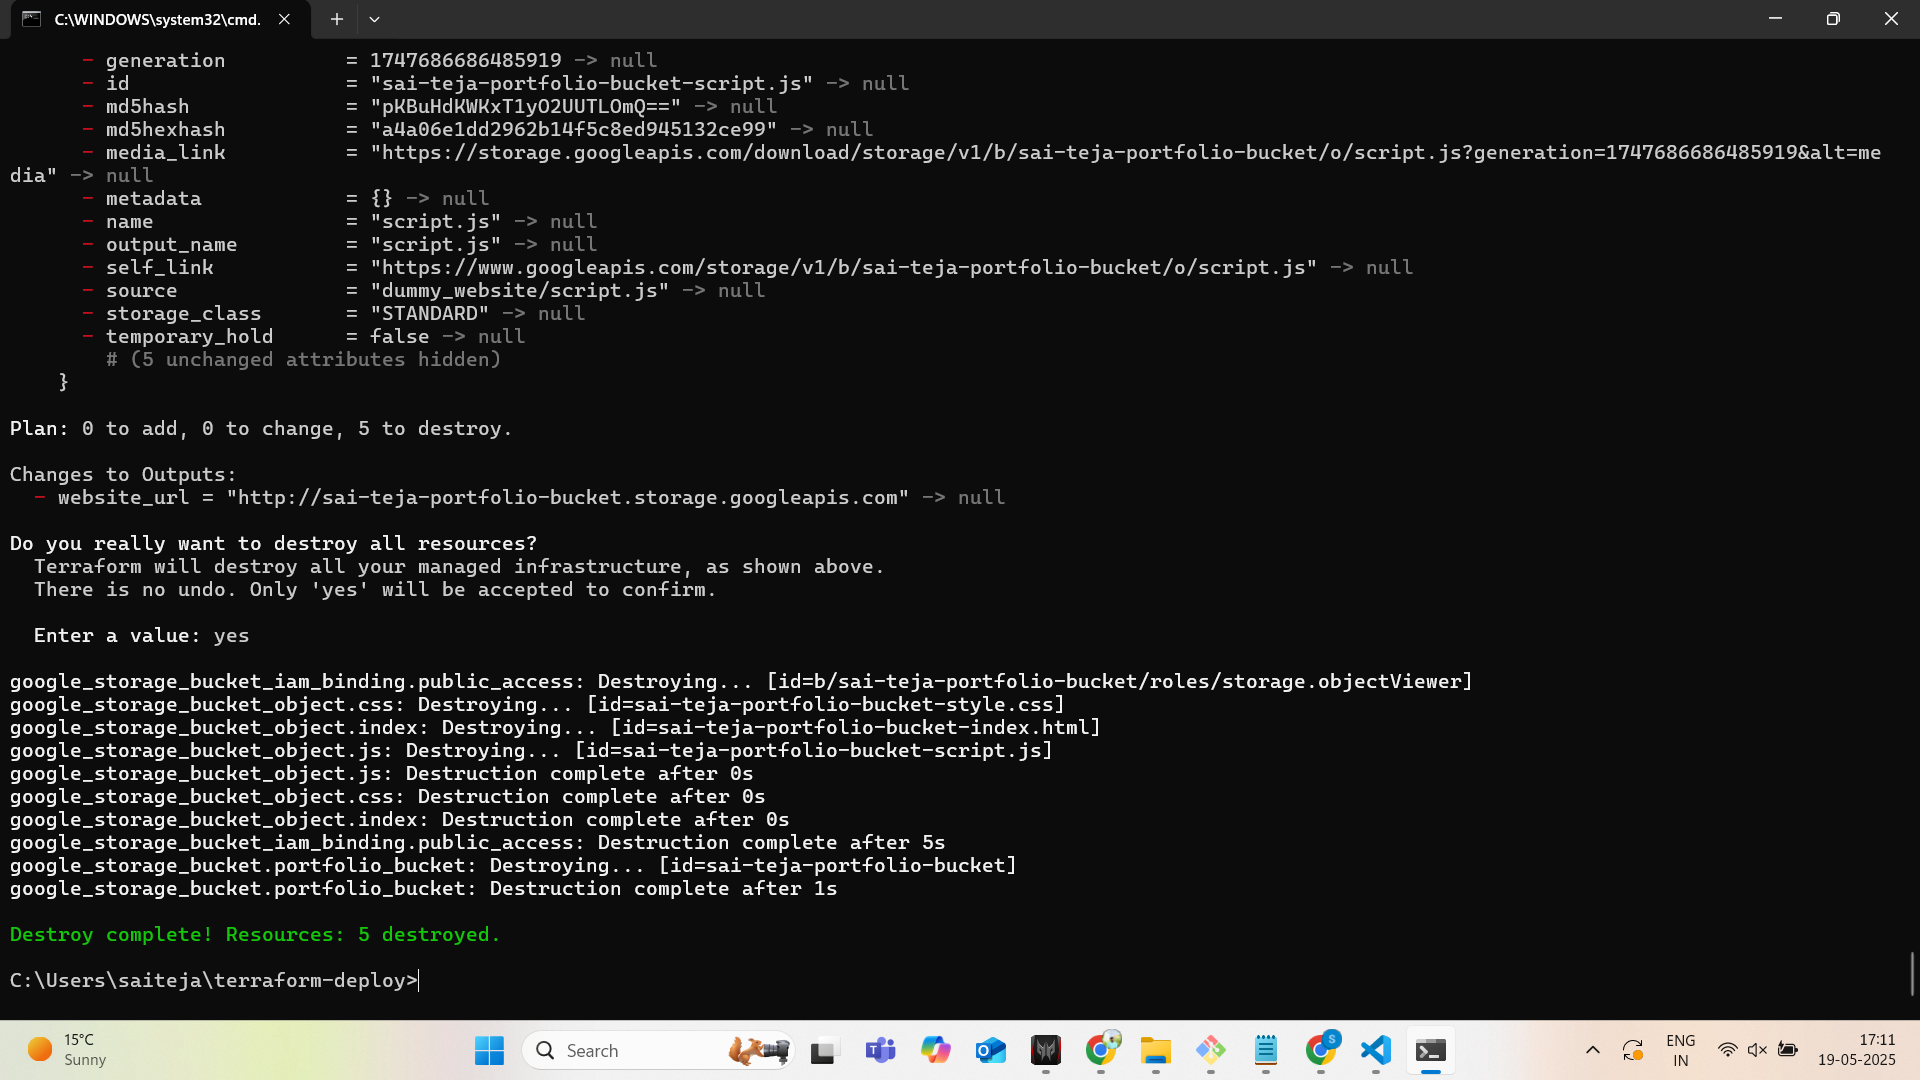 C:\WINDOWS\system32\cmd.
- generation = 1747686686485919 -> null
- id = "sai-teja-portfolio-bucket-script.js" -> null
- md5hash = "pKBuHdKWKxT1yO2UUTLOmQ==" -> null
- md5hexhash = "a4a06e1dd2962b14f5c8ed945132ce99" -> null
- media_link = "https://storage.googleapis.com/download/storage/v1/b/sai-teja-portfolio-bucket/o/script.js?generation=1747686686485919&alt=me
dia" -> null
- metadata = {} -> null
- name = "script.js" -> null
- output_name = "script.js" -> null
- self_link = "https://www.googleapis.com/storage/v1/b/sai-teja-portfolio-bucket/o/script.js" -> null
- source = "dummy_website/script.js" -> null
- storage_class = "STANDARD" -> null
- temporary_hold = false -> null
# (5 unchanged attributes hidden)
}
Plan: 0 to add, 0 to change, 5 to destroy.
Changes to Outputs:
- website_url = "http://sai-teja-portfolio-bucket.storage.googleapis.com" -> null
Do you really want to destroy all resources?
Terraform will destroy all your managed infrastructure, as shown above.
There is no undo. Only 'yes' will be accepted to confirm.
Enter a value: yes
google_storage_bucket_iam_binding.public_access: Destroying... [id=b/sai-teja-portfolio-bucket/roles/storage.objectViewer]
google_storage_bucket_object.css: Destroying... [id=sai-teja-portfolio-bucket-style.css]
google_storage_bucket_object.index: Destroying... [id=sai-teja-portfolio-bucket-index.html]
google_storage_bucket_object.js: Destroying... [id=sai-teja-portfolio-bucket-script.js]
google_storage_bucket_object.js: Destruction complete after 0s
google_storage_bucket_object.css: Destruction complete after 0s
google_storage_bucket_object.index: Destruction complete after 0s
google_storage_bucket_iam_binding.public_access: Destruction complete after 5s
google_storage_bucket.portfolio_bucket: Destroying... [id=sai-teja-portfolio-bucket]
google_storage_bucket.portfolio_bucket: Destruction complete after 1s
Destroy complete! Resources: 5 destroyed.
C:\Users\saiteja\terraform-deploy>
15°C
Sunny
Search
ENG
IN
17:11
19-05-2025